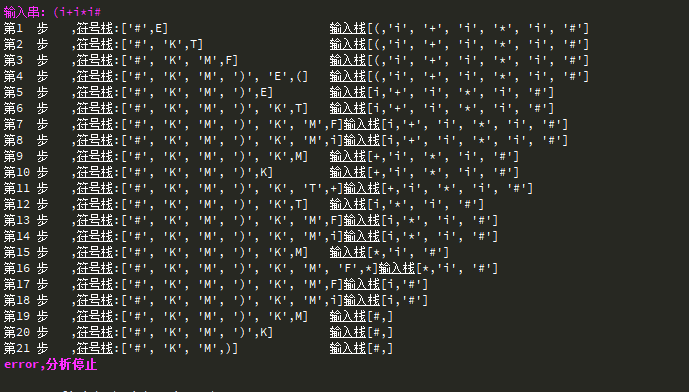 输入串: (i+i*i#
第1 步 ,符号栈:['#',E] 输入栈[(,'i', '+', 'i', '*', 'i', '#']
第2 步 ,符号栈:['#', 'K',T] 输入栈[(,'i', '+', 'i', '*', 'i', '#']
第3 步 ,符号栈:['#', 'K', 'M',F] 输入栈[(,'i', '+', 'i', '*', 'i', '#']
第4 步 ,符号栈:['#', 'K', 'M', ')', 'E',(] 输入栈[(,'i', '+', 'i', '*', 'i', '#']
第5 步 ,符号栈:['#', 'K', 'M', ')',E] 输入栈[i,'+', 'i', '*', 'i', '#']
第6 步 ,符号栈:['#', 'K', 'M', ')', 'K',T] 输入栈[i,'+', 'i', '*', 'i', '#']
第7 步 ,符号栈:['#', 'K', 'M', ')', 'K', 'M',F]输入栈[i,'+', 'i', '*', 'i', '#']
第8 步 ,符号栈:['#', 'K', 'M', ')', 'K', 'M',i]输入栈[i,'+', 'i', '*', 'i', '#']
第9 步 ,符号栈:['#', 'K', 'M', ')', 'K',M] 输入栈[+,'i', '*', 'i', '#']
第10 步 ,符号栈:['#', 'K', 'M', ')',K] 输入栈[+,'i', '*', 'i', '#']
第11 步 ,符号栈:['#', 'K', 'M', ')', 'K', 'T',+]输入栈[+,'i', '*', 'i', '#']
第12 步 ,符号栈:['#', 'K', 'M', ')', 'K',T] 输入栈[i,'*', 'i', '#']
第13 步 ,符号栈:['#', 'K', 'M', ')', 'K', 'M',F]输入栈[i,'*', 'i', '#']
第14 步 ,符号栈:['#', 'K', 'M', ')', 'K', 'M',i]输入栈[i,'*', 'i', '#']
第15 步 ,符号栈:['#', 'K', 'M', ')', 'K',M] 输入栈[*,'i', '#']
第16 步 ,符号栈:['#', 'K', 'M', ')', 'K', 'M', 'F',*]输入栈[*,'i', '#']
第17 步 ,符号栈:['#', 'K', 'M', ')', 'K', 'M',F]输入栈[i,'#']
第18 步 ,符号栈:['#', 'K', 'M', ')', 'K', 'M',i]输入栈[i,'#']
第19 步 ,符号栈:['#', 'K', 'M', ')', 'K',M] 输入栈[#,]
第20 步 ,符号栈:['#', 'K', 'M', ')',K] 输入栈[#,]
第21 步 ,符号栈:['#', 'K', 'M',)] 输入栈[#,]
error,分析停止